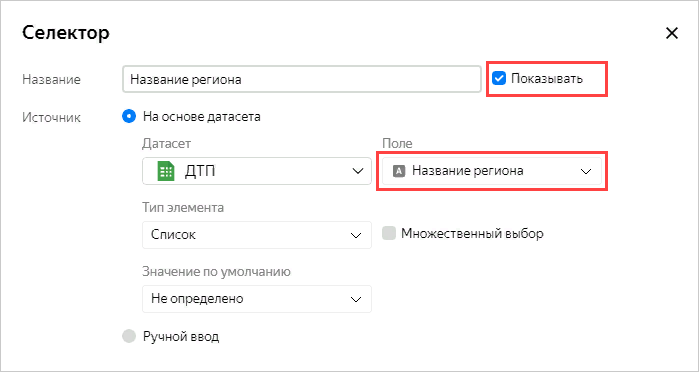 Селектор
Название Название региона Показывать
Источник На основе датасета
Датасет Поле
ДТП A Название региона
Тип элемента
Список Множественный выбор
Значение по умолчанию
Не определено
Ручной ввод